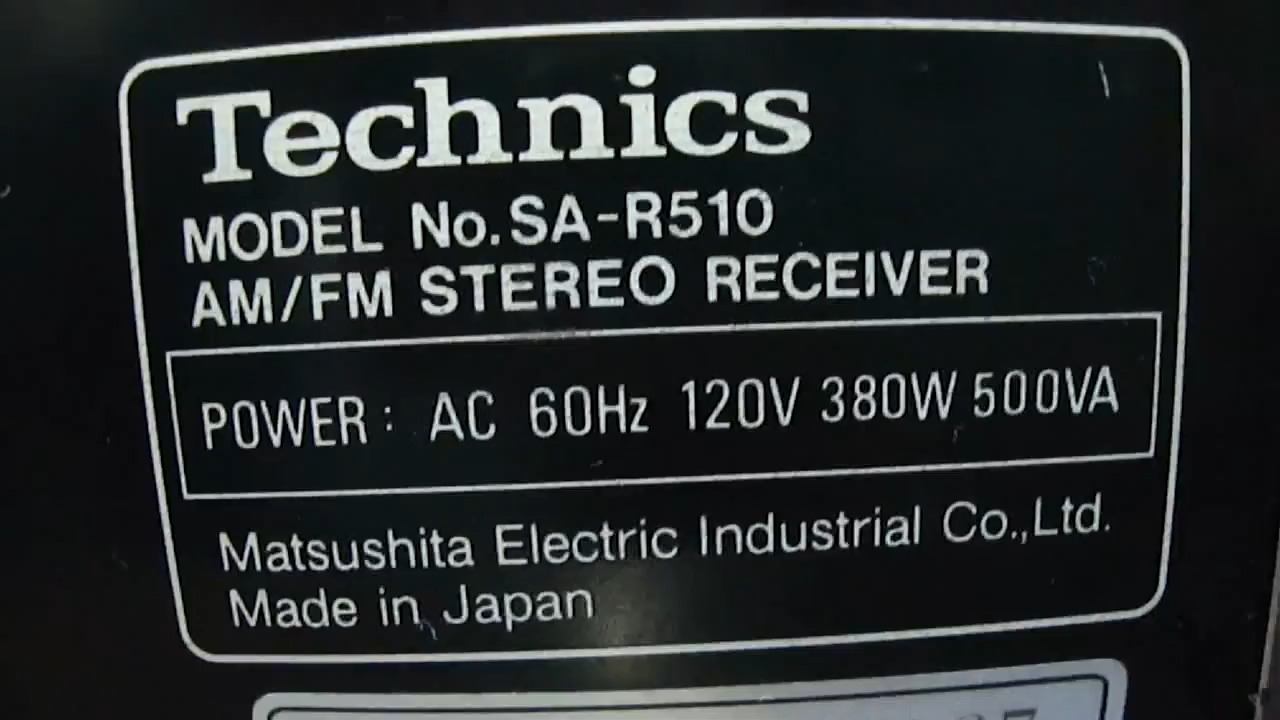 Technics
MODEL No. SA-R510
AM/FM STEREO RECEIVER
POWER: AC 60Hz 120V 380W 500VA
Matsushita Electric Industrial Co.,Ltd.
Made in Japan